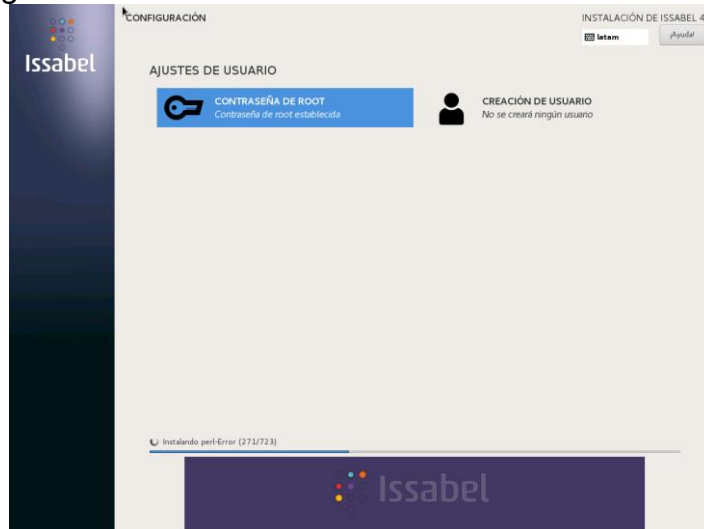 g
CONFIGURACIÓN
INSTALACIÓN DE ISSABEL 4
latam
¡Ayuda!
Issabel
AJUSTES DE USUARIO
CONTRASEÑA DE ROOT
Contraseña de root establecida
CREACIÓN DE USUARIO
No se creará ningún usuario
Instalando perl-Error (271/723)
Issabel